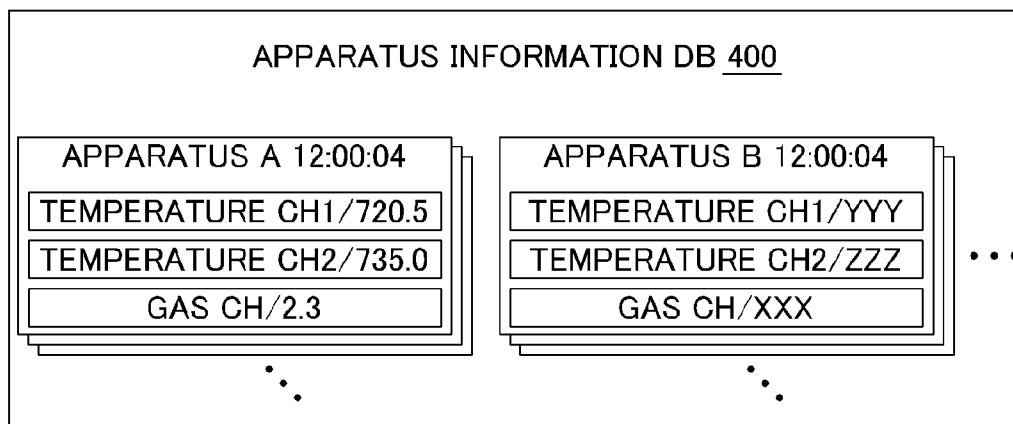 APPARATUS INFORMATION DB 400
APPARATUS A 12:00:04
TEMPERATURE CH1/720.5
TEMPERATURE CH2/735.0
GAS CH/2.3
APPARATUS B 12:00:04
TEMPERATURE CH1/YYY
TEMPERATURE CH2/ZZZ
GAS CH/XXX